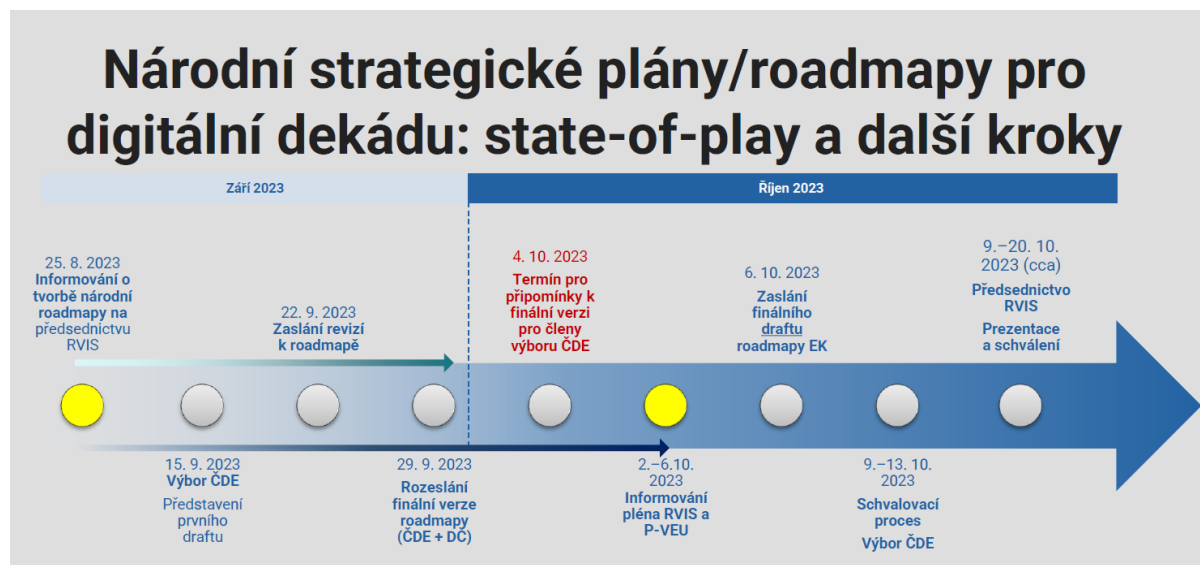 Národní strategické plány/roadmapy pro
digitální dekádu: state-of-play a další kroky
Září 2023
Říjen 2023
25. 8. 2023
Informování o
tvorbě národní
roadmapy na
předsednictvu
RVIS
22. 9. 2023
Zaslání revizí
k roadmapě
4. 10. 2023
Termín pro
připomínky k
finální verzi
pro členy
výboru ČDE
6. 10. 2023
Zaslání
finálního
draftu
roadmapy EK
9.–20. 10.
2023 (cca)
Předsednictvo
RVIS
Prezentace
a schválení
15. 9. 2023
Výbor ČDE
Představení
prvního
draftu
29. 9. 2023
Rozeslání
finální verze
roadmapy
(ČDE + DČ)
2.–6.10.
2023
Informování
pléna RVIS a
P-VEU
9.–13. 10.
2023
Schvalovací
proces
Výbor ČDE